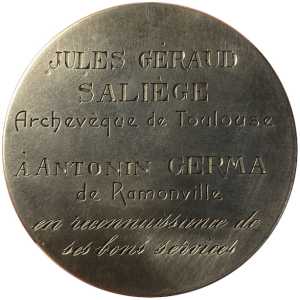 JULES GÉRAUD
SALIÈGE
Archevêque de Toulouse
À ANTONIN GERMA
de Ramonville
en reconnaissance de
ses bons services